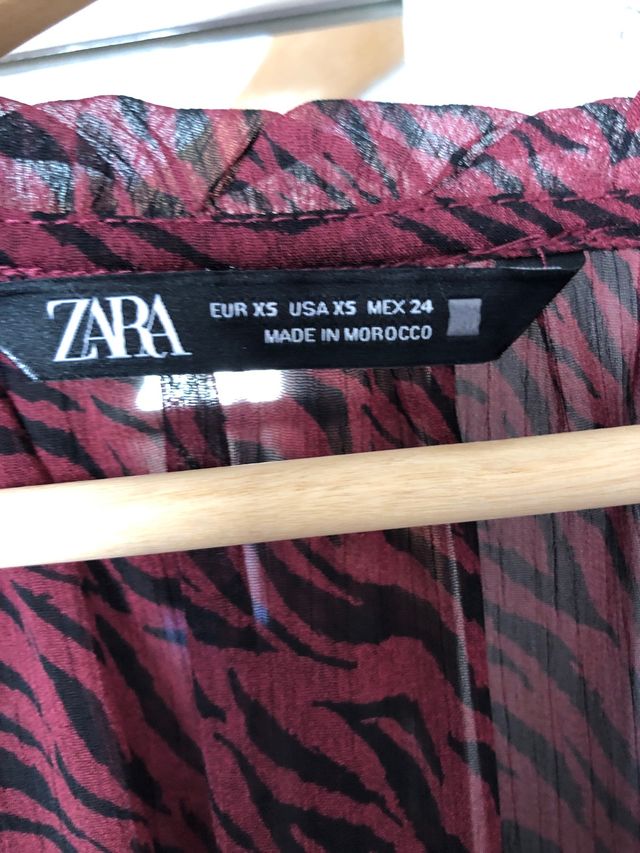 ZARA
EUR XS USA XS MEX 24
MADE IN MOROCCO